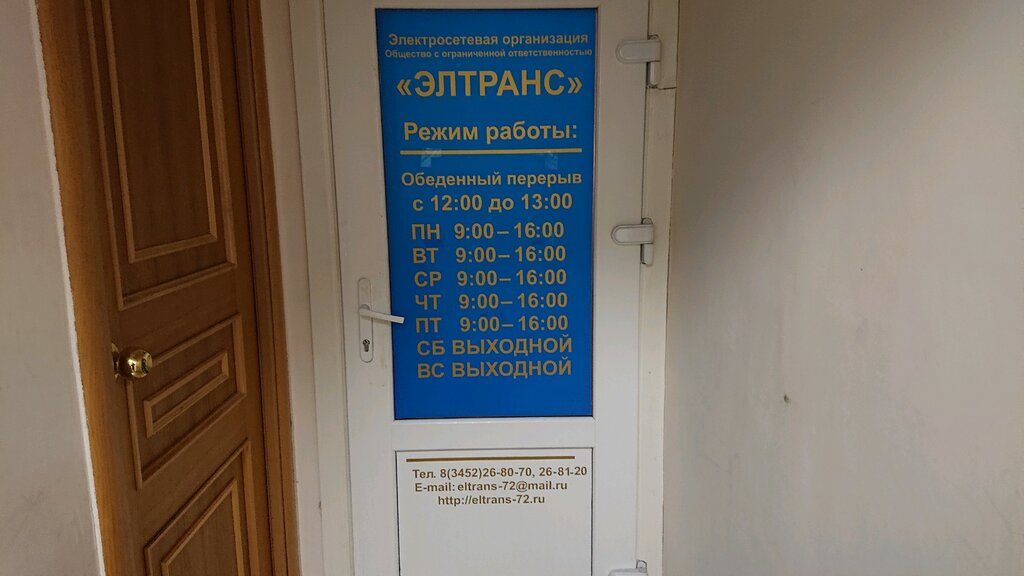 Электросетевая организация
Общество с ограниченной ответственностью
«ЭЛТРАНС»
Режим работы:
Обеденный перерыв
с 12:00 до 13:00
ПН 9:00–16:00
ВТ 9:00–16:00
СР 9:00–16:00
ЧТ 9:00–16:00
ПТ 9:00–16:00
СБ ВЫХОДНОЙ
ВС ВЫХОДНОЙ
Тел. 8(3452)26-80-70, 26-81-20
E-mail: eltrans-72@mail.ru
http://eltrans-72.ru